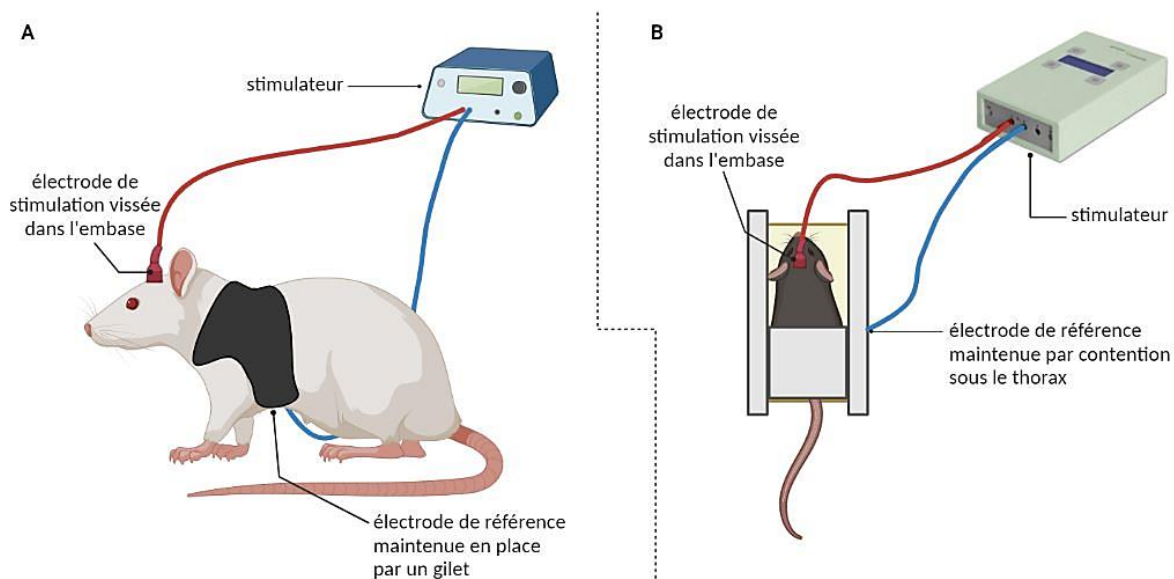 A
stimulateur
électrode de
stimulation vissée
dans l'embase
électrode de référence
maintenue en place
par un gilet
B
électrode de
stimulation vissée
dans l'embase
stimulateur
électrode de référence
maintenue par contention
sous le thorax